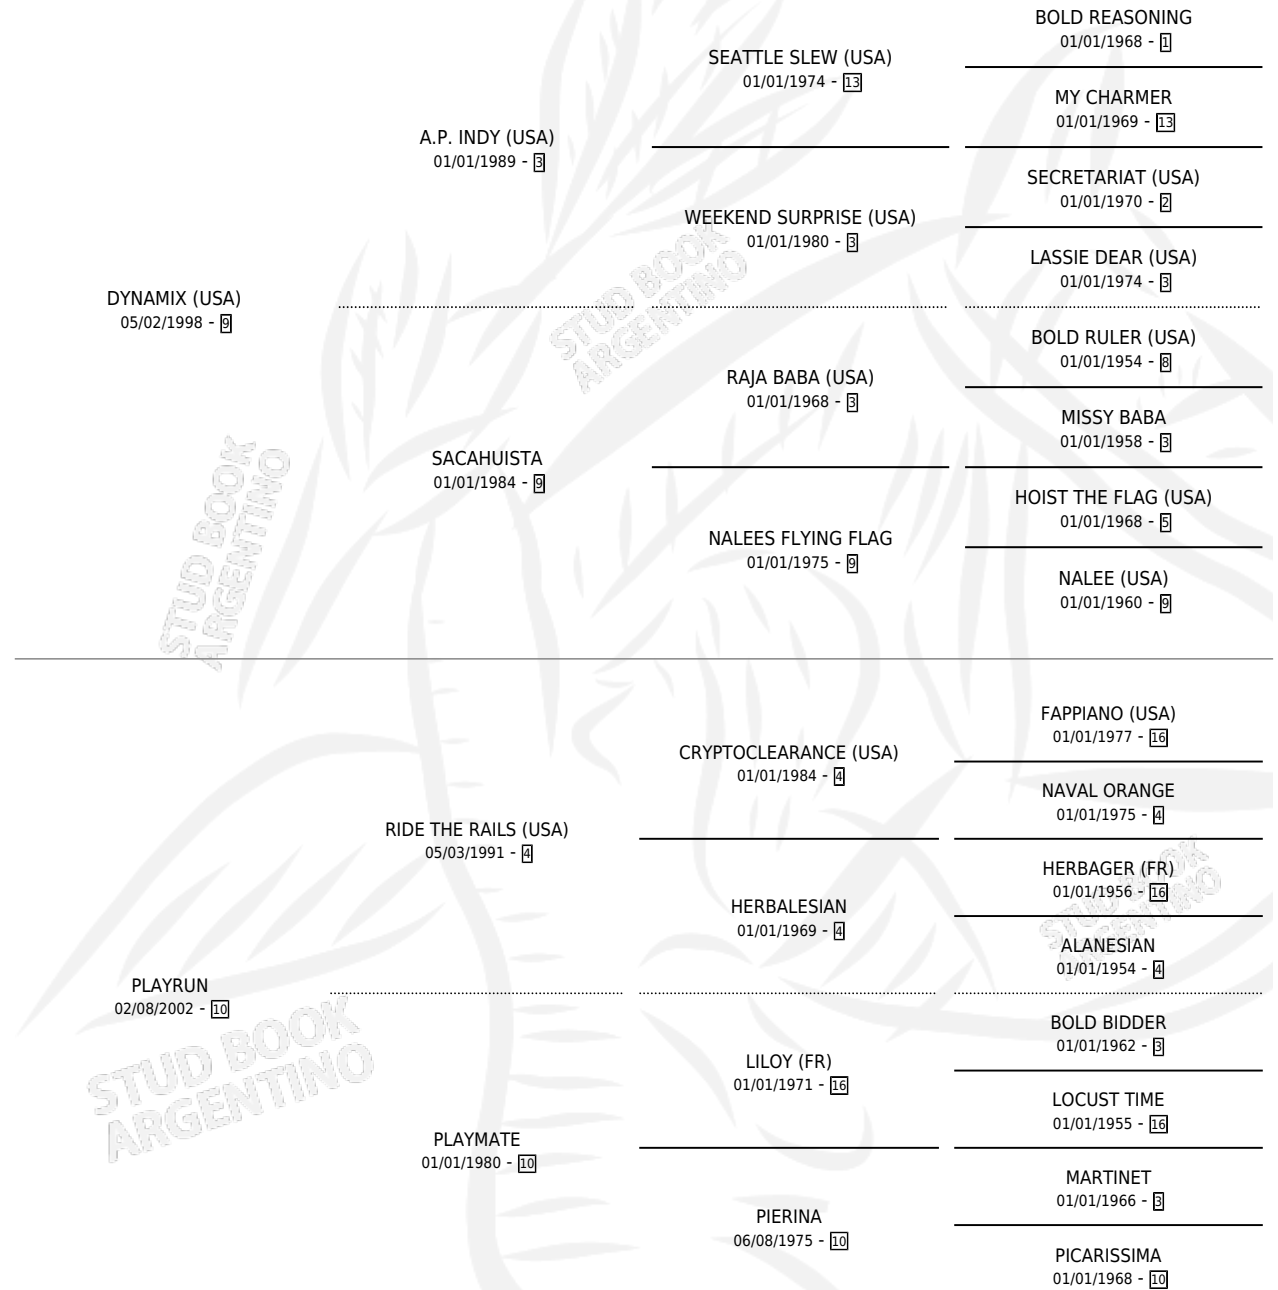 BOLD REASONING
01/01/1968 - 1
SEATTLE SLEW (USA)
01/01/1974 - 13
MY CHARMER
01/01/1969 - 13
A.P. INDY (USA)
01/01/1989 - 3
SECRETARIAT (USA)
01/01/1970 - 2
WEEKEND SURPRISE (USA)
01/01/1980 - 3
LASSIE DEAR (USA)
01/01/1974 - 3
DYNAMIX (USA)
05/02/1998 - 9
STUD BOOK
ARGENTINO
BOLD RULER (USA)
01/01/1954 - 8
RAJA BABA (USA)
01/01/1968 - 3
MISSY BABA
01/01/1958 - 3
SACAHUISTA
01/01/1984 - 9
STUD BOOK
ARGENTINO
HOIST THE FLAG (USA)
01/01/1968 - 5
NALEES FLYING FLAG
01/01/1975 - 9
NALEE (USA)
01/01/1960 - 9
FAPPIANO (USA)
01/01/1977 - 16
CRYPTOCLEARANCE (USA)
01/01/1984 - 4
NAVAL ORANGE
01/01/1975 - 4
RIDE THE RAILS (USA)
05/03/1991 - 4
HERBAGER (FR)
01/01/1956 - 16
STUD BOOK
ARGENTINO
HERBALESIAN
01/01/1969 - 4
ALANESIAN
01/01/1954 - 4
PLAYRUN
02/08/2002 - 10
STUD BOOK
ARGENTINO
BOLD BIDDER
01/01/1962 - 3
LILOY (FR)
01/01/1971 - 16
LOCUST TIME
01/01/1955 - 16
PLAYMATE
01/01/1980 - 10
MARTINET
01/01/1966 - 3
PIERINA
06/08/1975 - 10
PICARISSIMA
01/01/1968 - 10